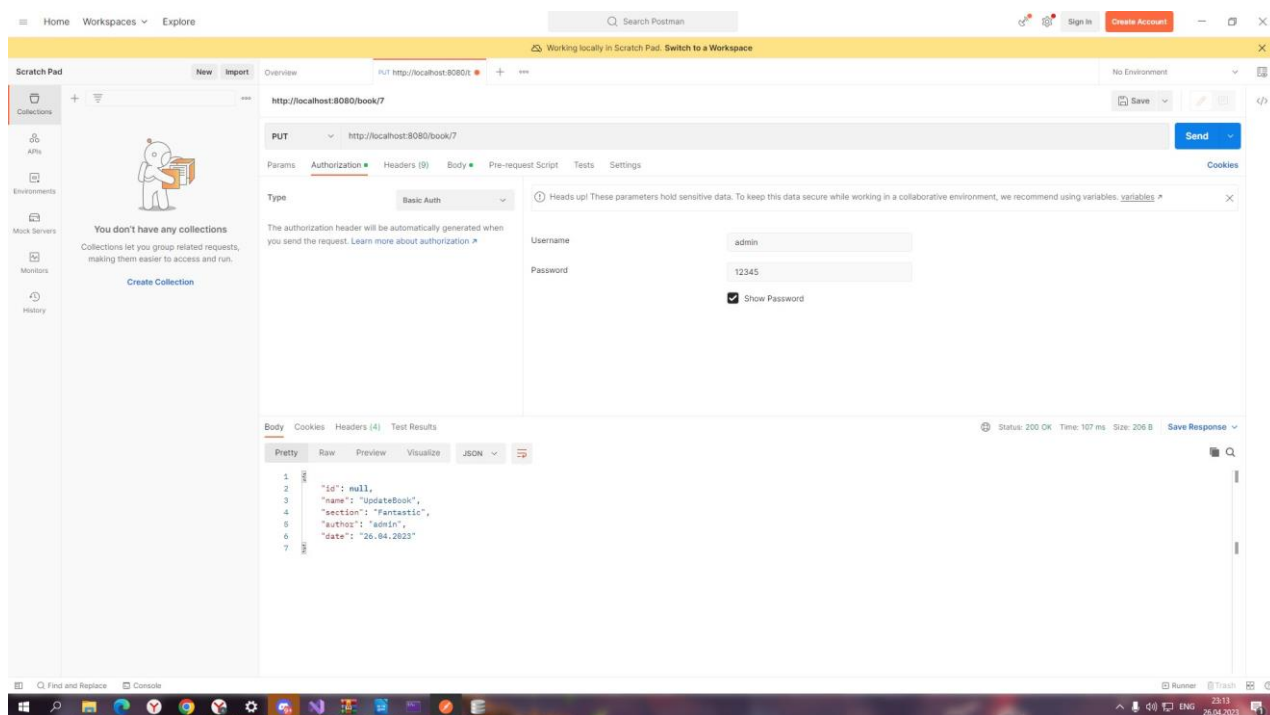 Home Workspaces Explore Search Postman Sign In Create Account
Working locally in Scratch Pad. Switch to a Workspace
Scratch Pad New Import Overview PUT http://localhost:8080/t No Environment
Collections http://localhost:8080/book/7 Save
APIs PUT http://localhost:8080/book/7 Send
Params Authorization Headers (9) Body Pre-request Script Tests Settings Cookies
Environments
Type Basic Auth Heads up! These parameters hold sensitive data. To keep this data secure while working in a collaborative environment, we recommend using variables. variables
Mock Servers
You don't have any collections
The authorization header will be automatically generated when
you send the request. Learn more about authorization
Collections let you group related requests,
making them easier to access and run.
Username admin
Monitors
Create Collection
Password 12345
History
Show Password
Body Cookies Headers (4) Test Results Status: 200 OK Time: 107 ms Size: 206 B Save Response
Pretty Raw Preview Visualize JSON
1 {
2 "id": null,
3 "name": "UpdateBook",
4 "section": "Fantastic",
5 "author": "admin",
6 "date": "26.04.2023"
7 }
Find and Replace Console Runner Trash
ENG 23:13
26.04.2023